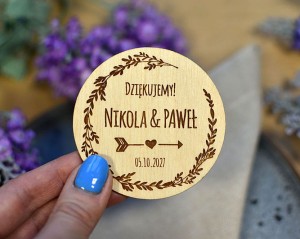 DZIĘKUJEMY!
NIKOLA & PAWEŁ
05.10.2027